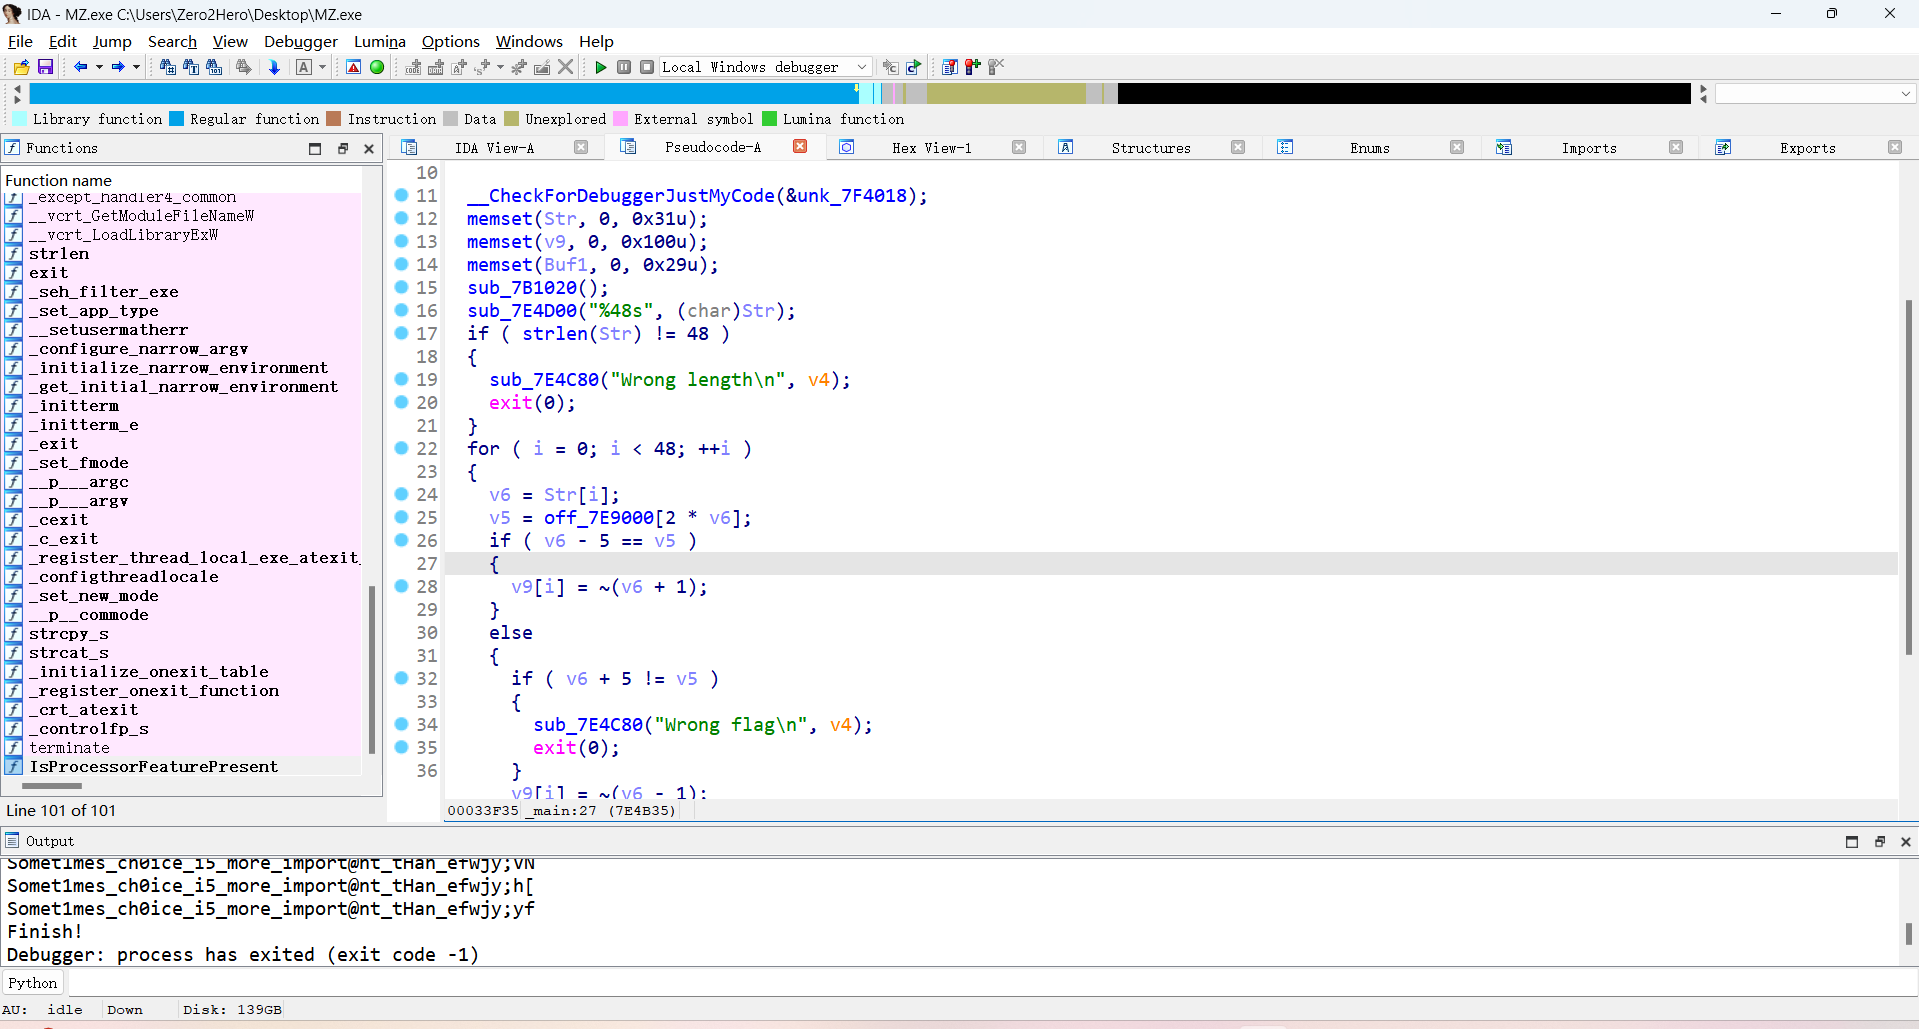 IDA - MZ.exe C:\Users\Zero2Hero\Desktop\MZ.exe
File Edit Jump Search View Debugger Lumina Options Windows Help
Local Windows debugger
Library function Regular function Instruction Data Unexplored External symbol Lumina function
Functions
IDA View-A Pseudocode-A Hex View-1 Structures Enums Imports Exports
Function name
_except_handler4_common
__vcrt_GetModuleFileNameW
__vcrt_LoadLibraryExW
strlen
exit
_seh_filter_exe
_set_app_type
__setusermatherr
_configure_narrow_argv
_initialize_narrow_environment
_get_initial_narrow_environment
_initterm
_initterm_e
_exit
_set_fmode
__p___argc
__p___argv
_cexit
_c_exit
_register_thread_local_exe_atexit_
_configthreadlocale
_set_new_mode
__p__commode
strcpy_s
strcat_s
_initialize_onexit_table
_register_onexit_function
_crt_atexit
_controlfp_s
terminate
IsProcessorFeaturePresent
Line 101 of 101
10
11 __CheckForDebuggerJustMyCode(&unk_7F4018);
12 memset(Str, 0, 0x31u);
13 memset(v9, 0, 0x100u);
14 memset(Buf1, 0, 0x29u);
15 sub_7B1020();
16 sub_7E4D00("%48s", (char)Str);
17 if ( strlen(Str) != 48 )
18 {
19 sub_7E4C80("Wrong length\n", v4);
20 exit(0);
21 }
22 for ( i = 0; i < 48; ++i )
23 {
24 v6 = Str[i];
25 v5 = off_7E9000[2 * v6];
26 if ( v6 - 5 == v5 )
27 {
28 v9[i] = ~(v6 + 1);
29 }
30 else
31 {
32 if ( v6 + 5 != v5 )
33 {
34 sub_7E4C80("Wrong flag\n", v4);
35 exit(0);
36 }
v9[i] = ~(v6 - 1);
00033F35 _main:27 (7E4B35)
Output
Somet1mes_ch0ice_i5_more_import@nt_tHan_efwjy;vN
Somet1mes_ch0ice_i5_more_import@nt_tHan_efwjy;h[
Somet1mes_ch0ice_i5_more_import@nt_tHan_efwjy;yf
Finish!
Debugger: process has exited (exit code -1)
Python
AU: idle Down Disk: 139GB